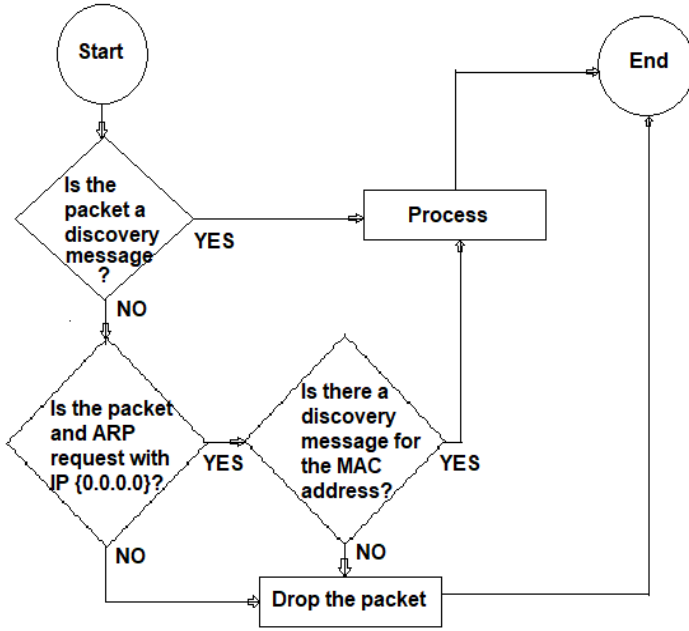 Start
End
Is the
packet a
discovery
message
?
YES
Process
NO
Is the packet
and ARP
request with
IP {0.0.0.0}?
YES
Is there a
discovery
message for
the MAC
address?
YES
NO
NO
Drop the packet